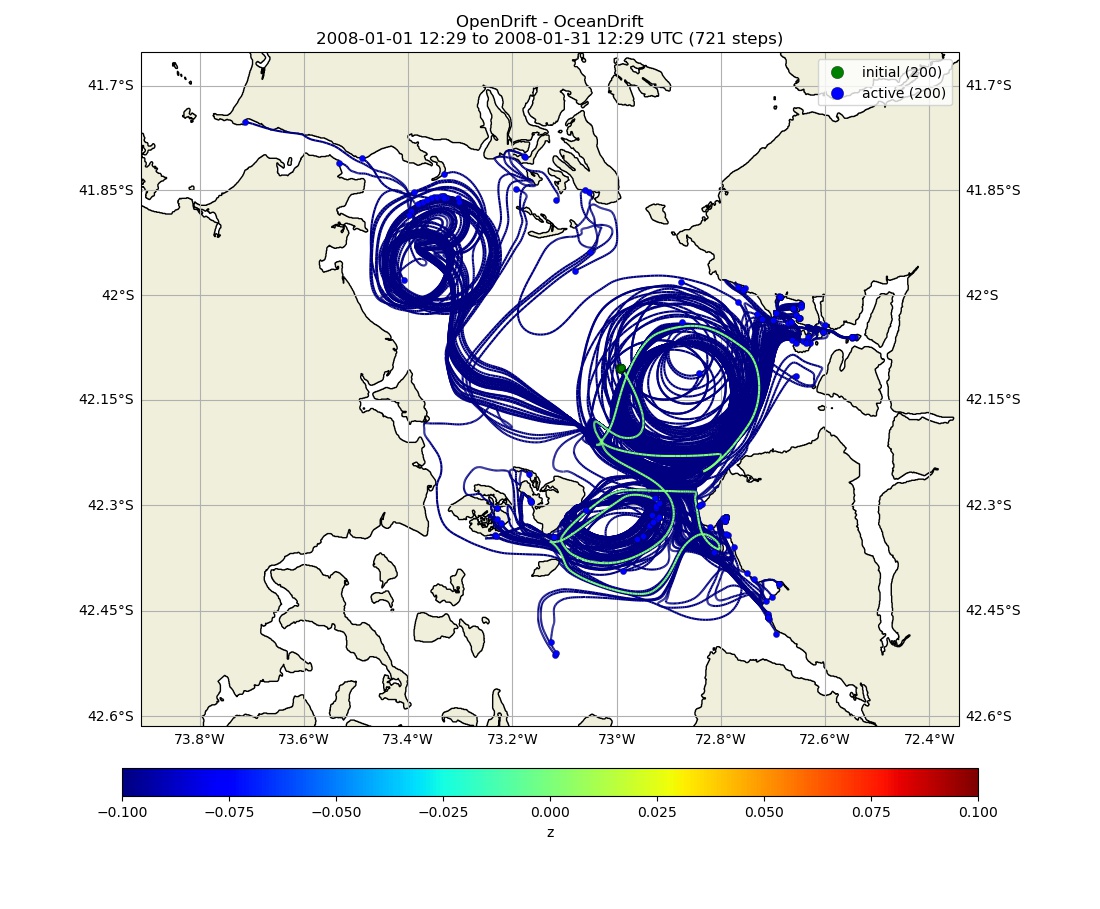 OpenDrift - OceanDrift
2008-01-01 12:29 to 2008-01-31 12:29 UTC (721 steps)
initial (200)
active (200)
41.7°S 41.7°S
41.85°S 41.85°S
42°S 42°S
42.15°S 42.15°S
42.3°S 42.3°S
42.45°S 42.45°S
42.6°S 42.6°S
73.8°W 73.6°W 73.4°W 73.2°W 73°W 72.8°W 72.6°W 72.4°W
−0.100 −0.075 −0.050 −0.025 0.000 0.025 0.050 0.075 0.100
z